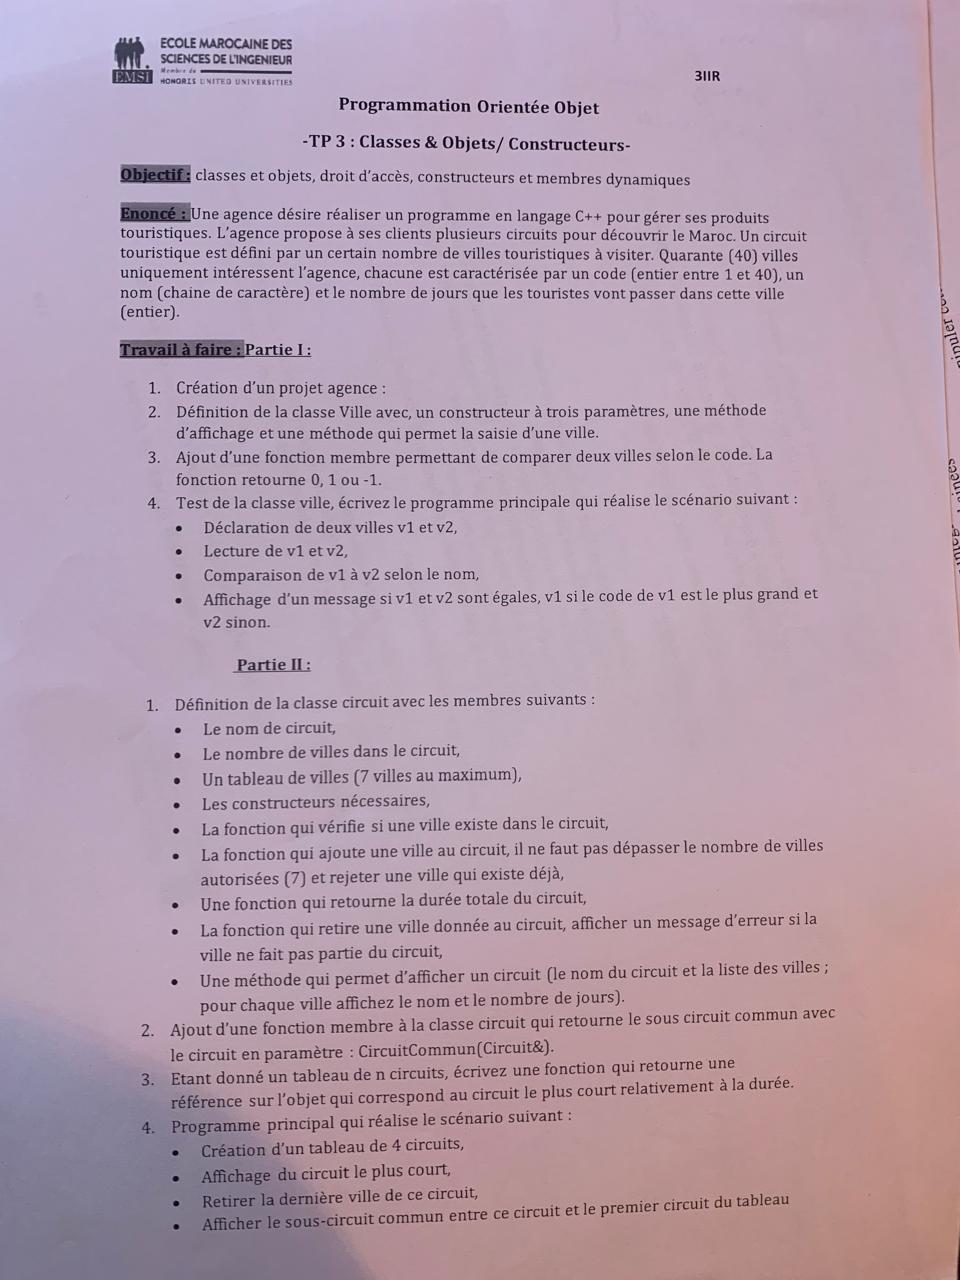 ECOLE MAROCAINE DES
SCIENCES DE L'INGENIEUR
Membre de
EMSI
HONORIS UNITED UNIVERSITIES
3IIR
Programmation Orientée Objet
-TP 3 : Classes & Objets/ Constructeurs-
Objectif : classes et objets, droit d'accès, constructeurs et membres dynamiques
Enoncé : Une agence désire réaliser un programme en langage C++ pour gérer ses produits
touristiques. L'agence propose à ses clients plusieurs circuits pour découvrir le Maroc. Un circuit
touristique est défini par un certain nombre de villes touristiques à visiter. Quarante (40) villes
uniquement intéressent l'agence, chacune est caractérisée par un code (entier entre 1 et 40), un
nom (chaine de caractère) et le nombre de jours que les touristes vont passer dans cette ville
(entier).
Travail à faire : Partie I :
1. Création d'un projet agence :
2. Définition de la classe Ville avec, un constructeur à trois paramètres, une méthode
d'affichage et une méthode qui permet la saisie d'une ville.
3. Ajout d'une fonction membre permettant de comparer deux villes selon le code. La
fonction retourne 0, 1 ou -1.
4. Test de la classe ville, écrivez le programme principale qui réalise le scénario suivant :
• Déclaration de deux villes v1 et v2,
• Lecture de v1 et v2,
• Comparaison de v1 à v2 selon le nom,
• Affichage d'un message si v1 et v2 sont égales, v1 si le code de v1 est le plus grand et
v2 sinon.
Partie II :
1. Définition de la classe circuit avec les membres suivants :
• Le nom de circuit,
• Le nombre de villes dans le circuit,
• Un tableau de villes (7 villes au maximum),
• Les constructeurs nécessaires,
• La fonction qui vérifie si une ville existe dans le circuit,
• La fonction qui ajoute une ville au circuit, il ne faut pas dépasser le nombre de villes
autorisées (7) et rejeter une ville qui existe déjà,
• Une fonction qui retourne la durée totale du circuit,
• La fonction qui retire une ville donnée au circuit, afficher un message d'erreur si la
ville ne fait pas partie du circuit,
• Une méthode qui permet d'afficher un circuit (le nom du circuit et la liste des villes ;
pour chaque ville affichez le nom et le nombre de jours).
2. Ajout d'une fonction membre à la classe circuit qui retourne le sous circuit commun avec
le circuit en paramètre : CircuitCommun(Circuit&).
3. Etant donné un tableau de n circuits, écrivez une fonction qui retourne une
référence sur l'objet qui correspond au circuit le plus court relativement à la durée.
4. Programme principal qui réalise le scénario suivant :
• Création d'un tableau de 4 circuits,
• Affichage du circuit le plus court,
• Retirer la dernière ville de ce circuit,
• Afficher le sous-circuit commun entre ce circuit et le premier circuit du tableau